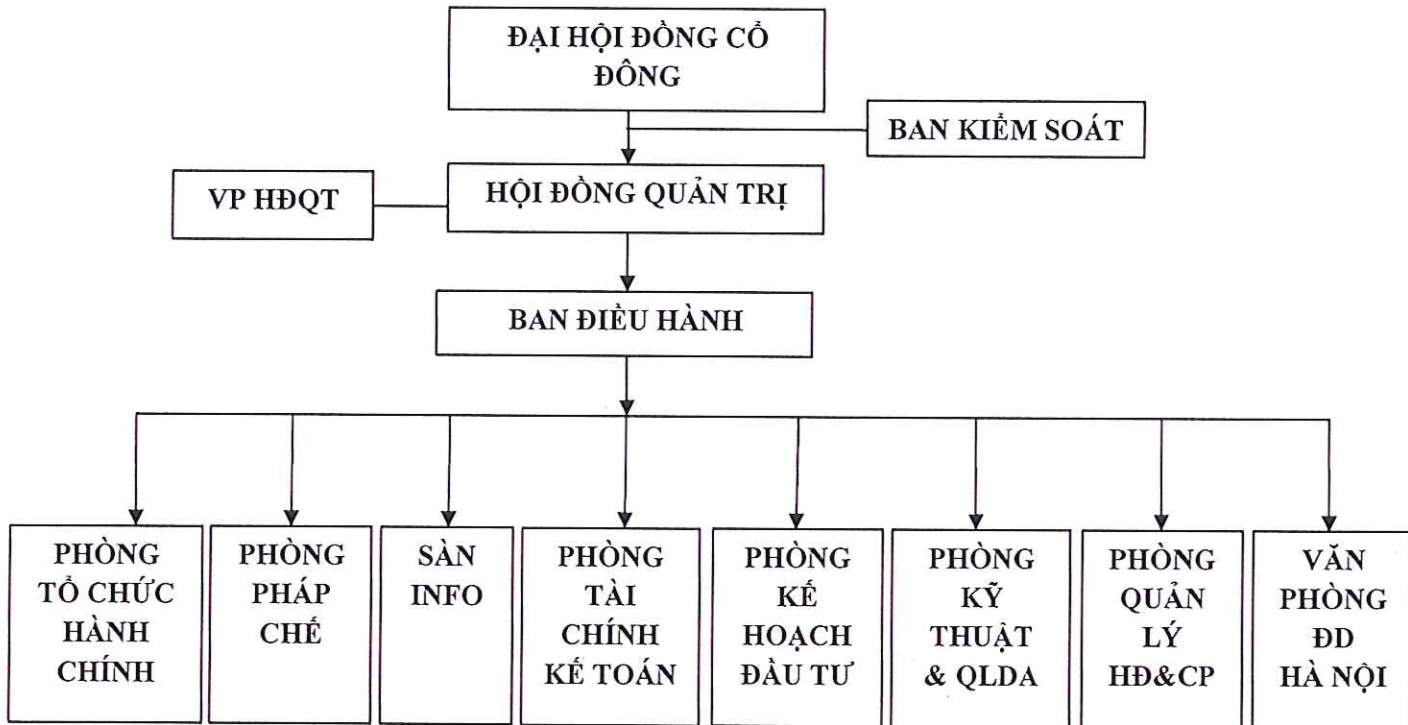 ĐẠI HỘI ĐỒNG CỔ
ĐÔNG
BAN KIỂM SOÁT
VP HĐQT
HỘI ĐỒNG QUẢN TRỊ
BAN ĐIỀU HÀNH
PHÒNG
TỔ CHỨC
HÀNH
CHÍNH
PHÒNG
PHÁP
CHẾ
SÀN
INFO
PHÒNG
TÀI
CHÍNH
KẾ TOÁN
PHÒNG
KẾ
HOẠCH
ĐẦU TƯ
PHÒNG
KỸ
THUẬT
& QLDA
PHÒNG
QUẢN
LÝ
HĐ&CP
VĂN
PHÒNG
ĐD
HÀ NỘI